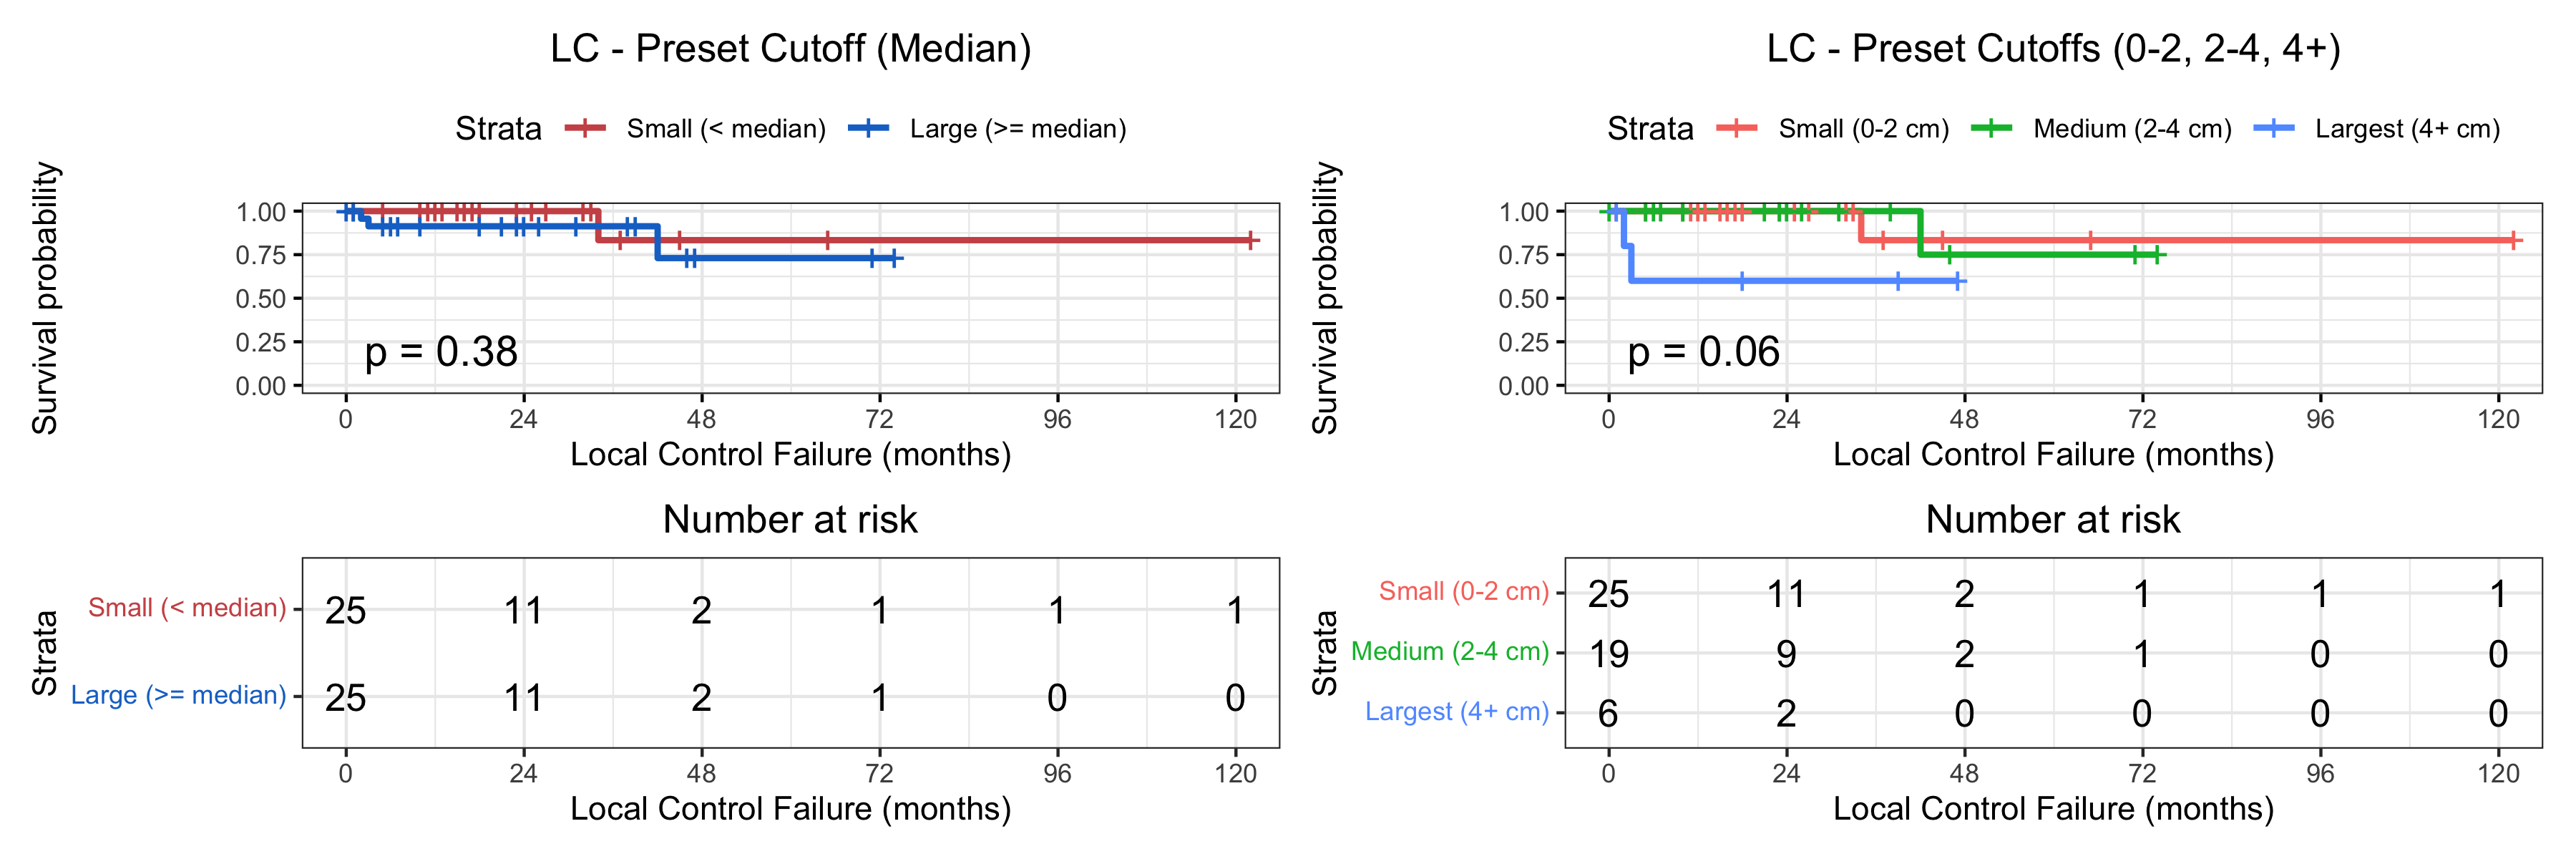 LC - Preset Cutoff (Median)
Strata Small (< median) Large (>= median)
Survival probability
1.00
0.75
0.50
0.25
0.00
p = 0.38
0 24 48 72 96 120
Local Control Failure (months)
Number at risk
Strata
Small (< median) 25 11 2 1 1 1
Large (>= median) 25 11 2 1 0 0
0 24 48 72 96 120
Local Control Failure (months)
LC - Preset Cutoffs (0-2, 2-4, 4+)
Strata Small (0-2 cm) Medium (2-4 cm) Largest (4+ cm)
Survival probability
1.00
0.75
0.50
0.25
0.00
p = 0.06
0 24 48 72 96 120
Local Control Failure (months)
Number at risk
Strata
Small (0-2 cm) 25 11 2 1 1 1
Medium (2-4 cm) 19 9 2 1 0 0
Largest (4+ cm) 6 2 0 0 0 0
0 24 48 72 96 120
Local Control Failure (months)